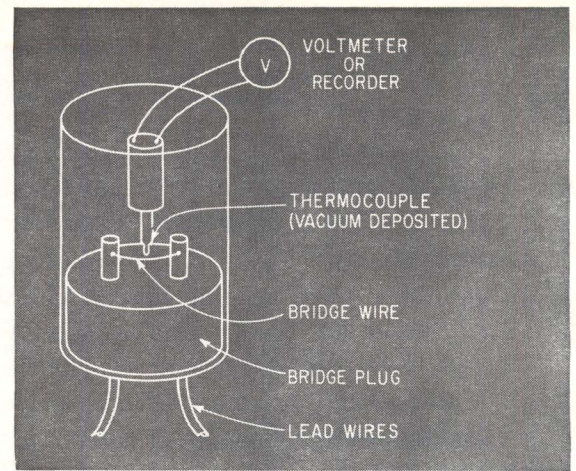 VOLTMETER
OR
RECORDER
V
THERMOCOUPLE
(VACUUM DEPOSITED)
BRIDGE WIRE
BRIDGE PLUG
LEAD WIRES